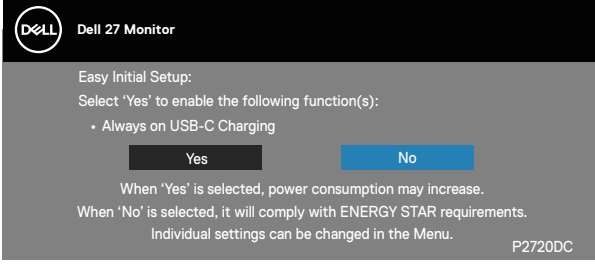 DELL Dell 27 Monitor
Easy Initial Setup:
Select ‘Yes’ to enable the following function(s):
• Always on USB-C Charging
Yes No
When ‘Yes’ is selected, power consumption may increase.
When ‘No’ is selected, it will comply with ENERGY STAR requirements.
Individual settings can be changed in the Menu.
P2720DC